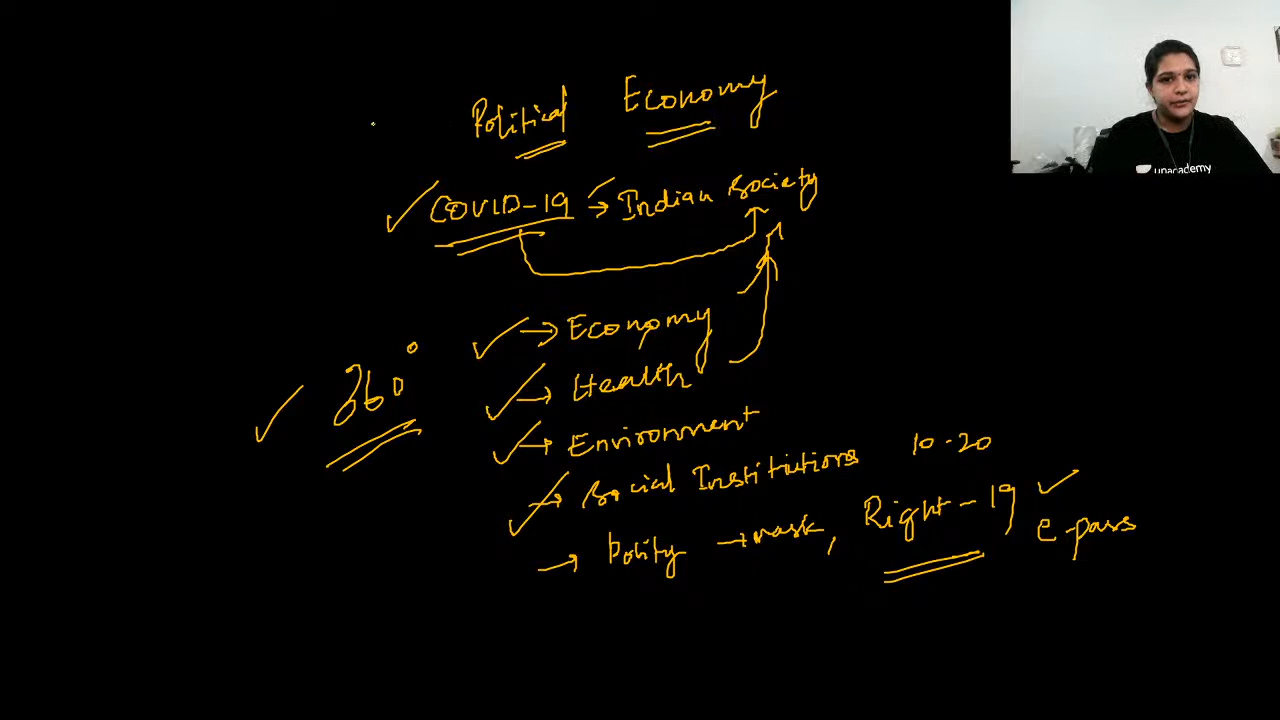 Political Economy
COVID-19 → Indian Society
360°
→ Economy
→ Health
→ Environment
→ Social Institutions 10-20
→ Polity → mask, Right-19 e-pass
unacademy